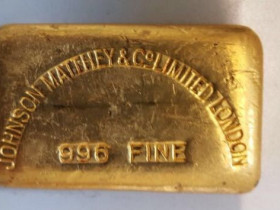 JOHNSON MATTHEY & Co LIMITED LONDON
996 FINE